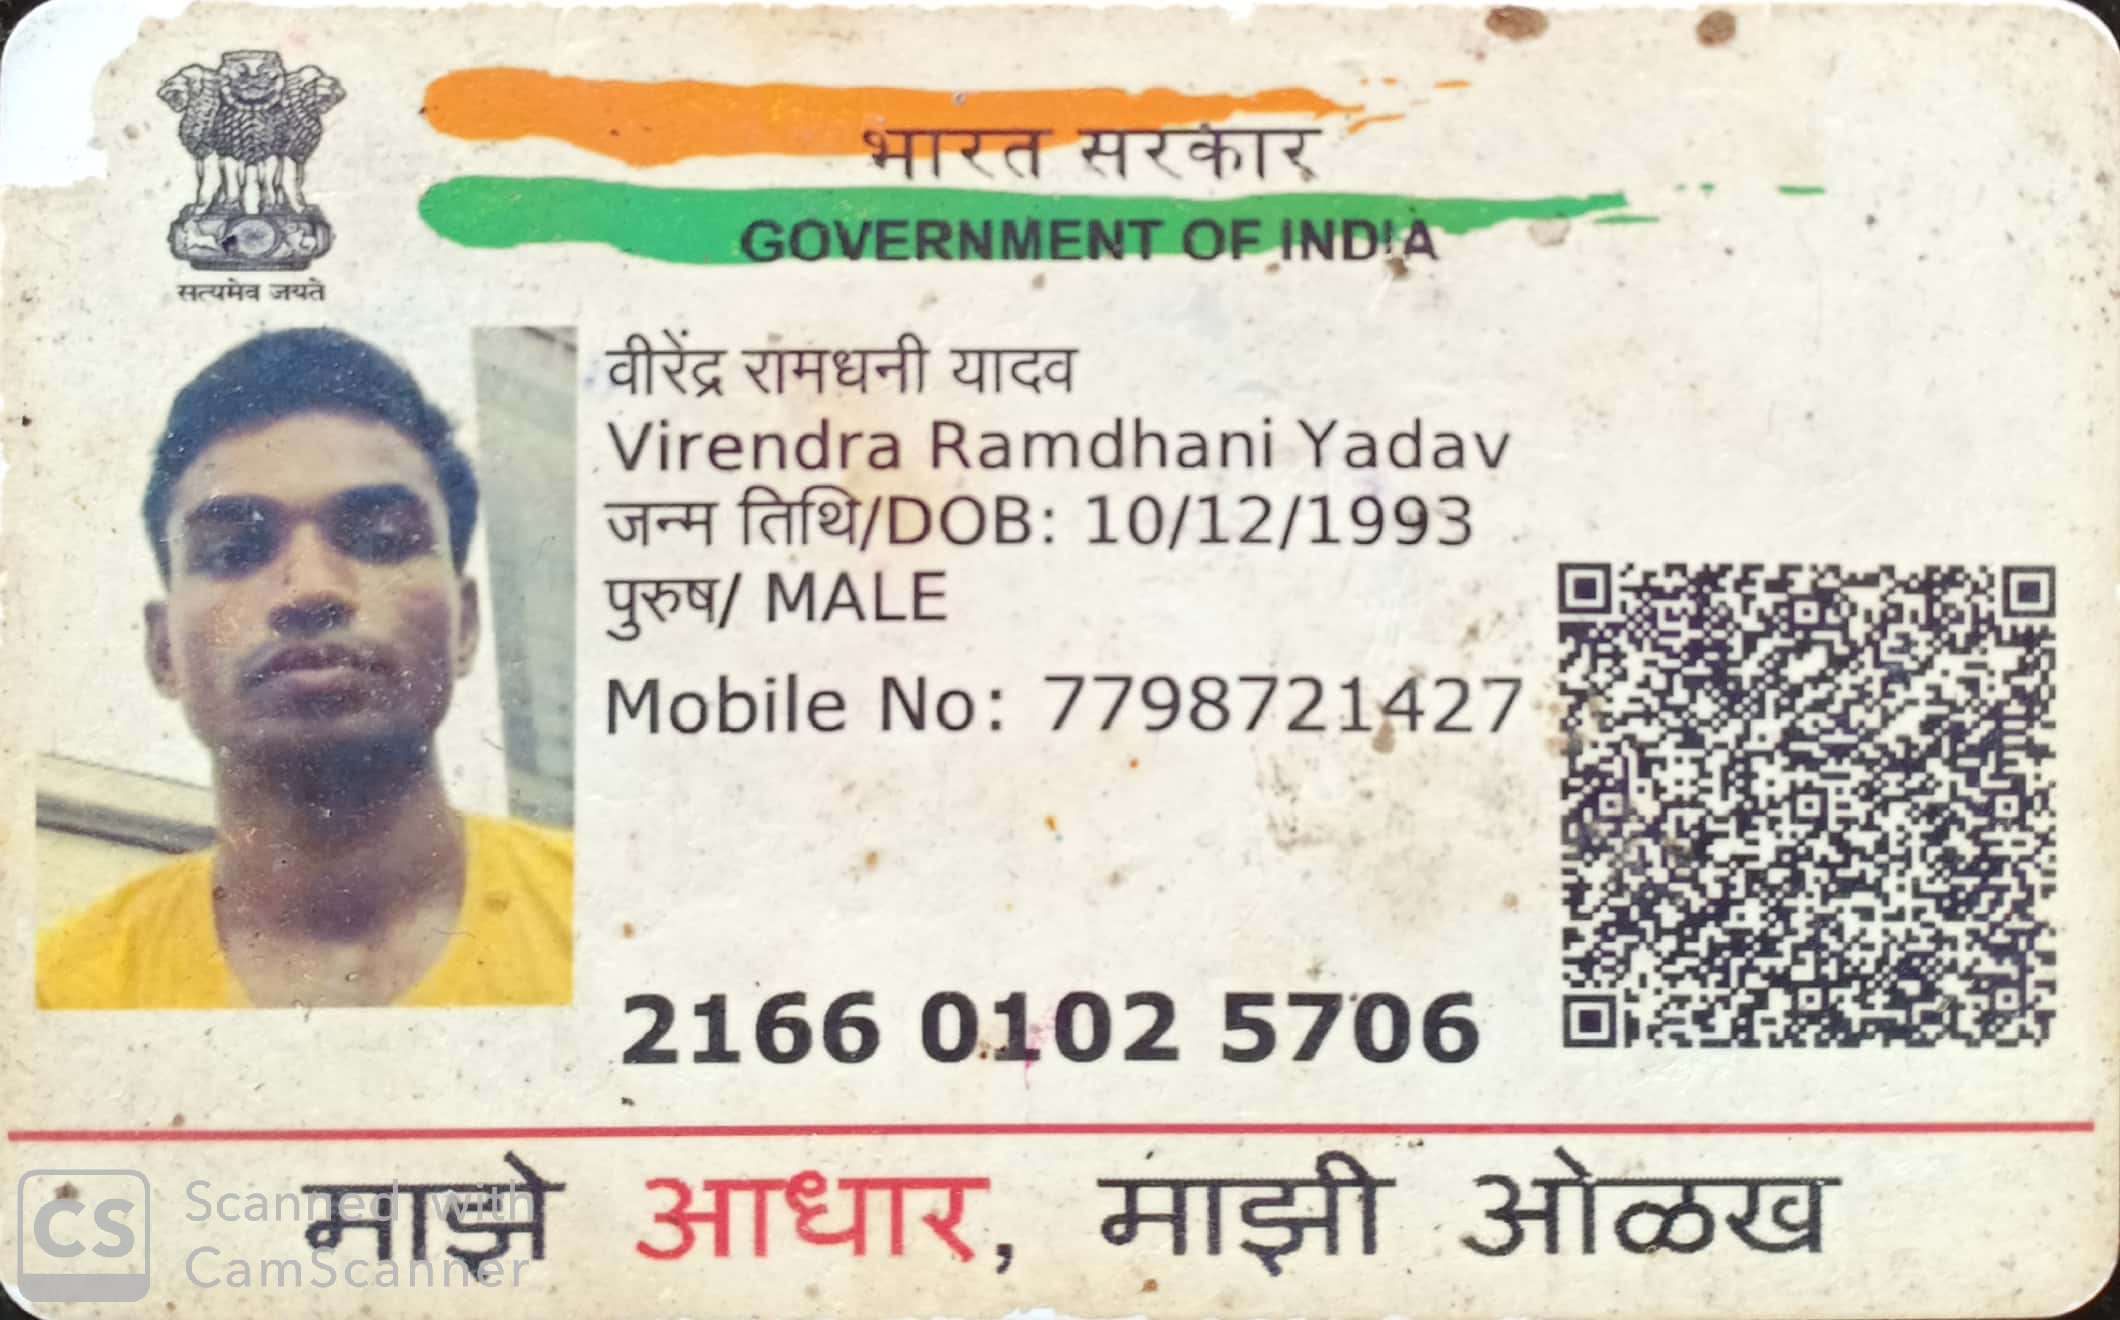 भारत सरकार
GOVERNMENT OF INDIA
सत्यमेव जयते
वीरेंद्र रामधनी यादव
Virendra Ramdhani Yadav
जन्म तिथि/DOB: 10/12/1993
पुरुष/ MALE
Mobile No: 7798721427
2166 0102 5706
माझे आधार, माझी ओळख
CS Scanned with
CamScanner